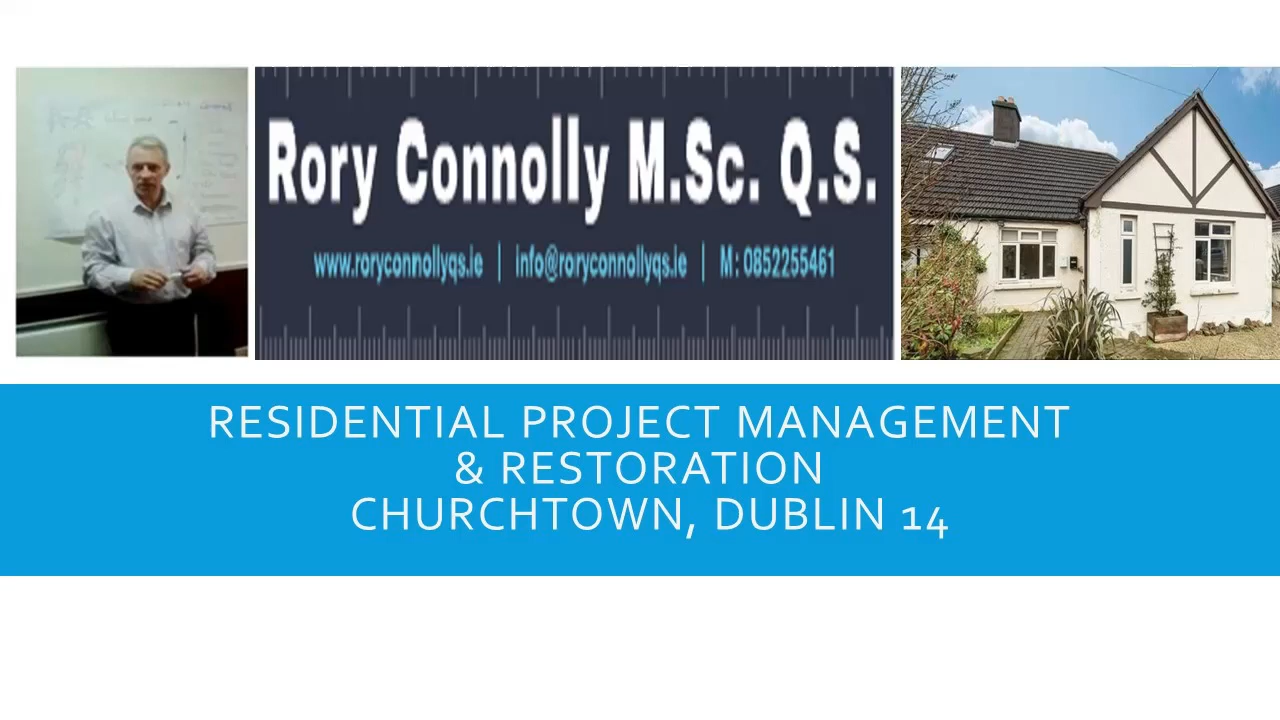 Rory Connolly M.Sc. Q.S.
www.roryconnollyqs.ie | info@roryconnollyqs.ie | M: 0852255461
RESIDENTIAL PROJECT MANAGEMENT
& RESTORATION
CHURCHTOWN, DUBLIN 14